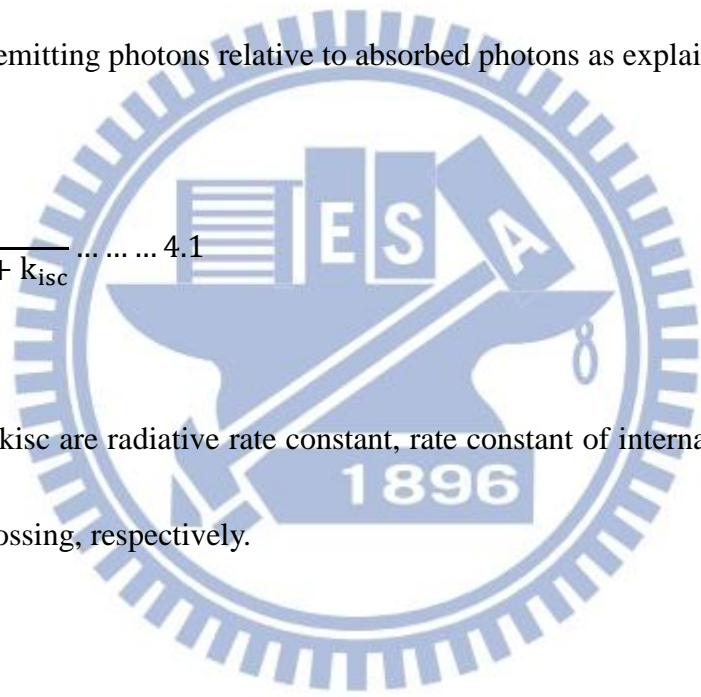 emitting photons relative to absorbed photons as explai
+ k_isc ... ... ... 4.1
E S A
kisc are radiative rate constant, rate constant of interna
1896
ossing, respectively.